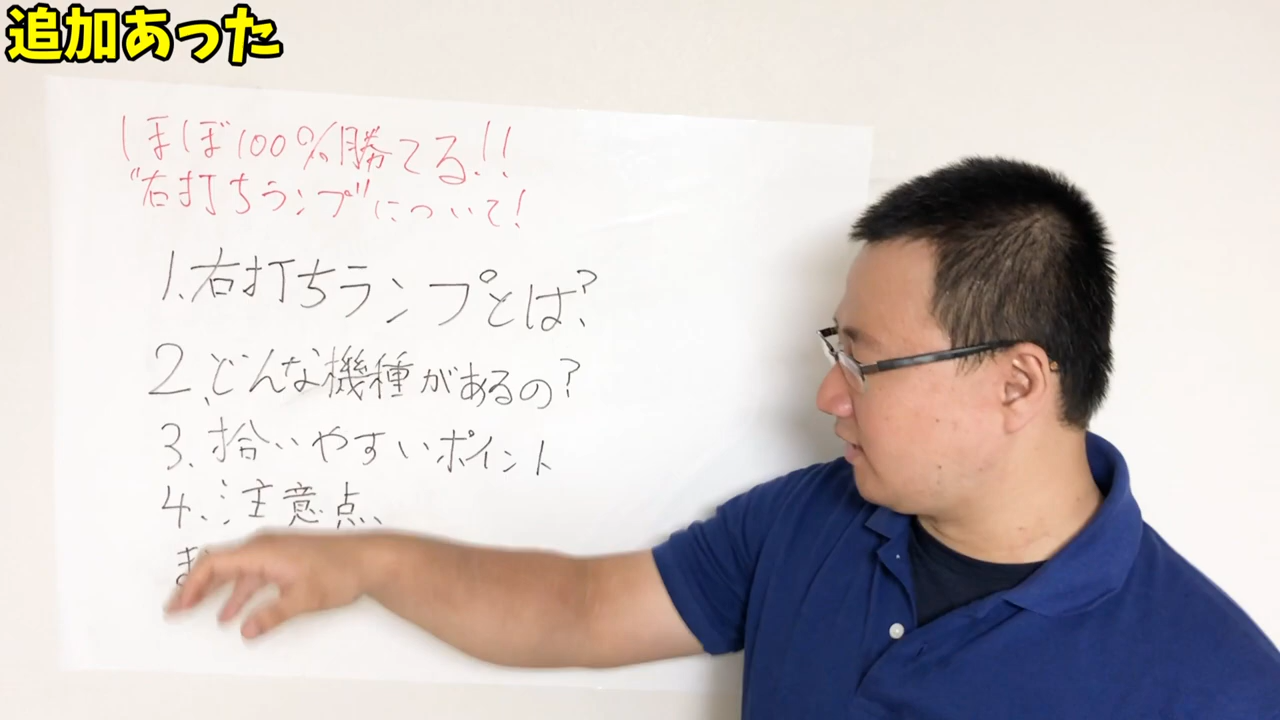 追加あった
ほぼ100%勝てる!!
"右打ちランプ"について!
1.右打ちランプとは?
2.どんな機種があるの?
3.拾いやすいポイント
4.注意点
ま